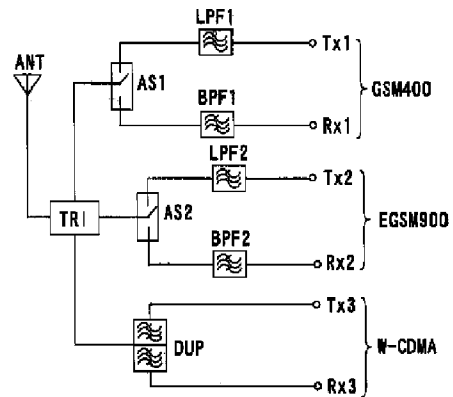 LPF1
Tx1
ANT
AS1
GSM400
BPF1
Rx1
LPF2
Tx2
TRI
AS2
EGSM900
BPF2
Rx2
Tx3
DUP
W-CDMA
Rx3